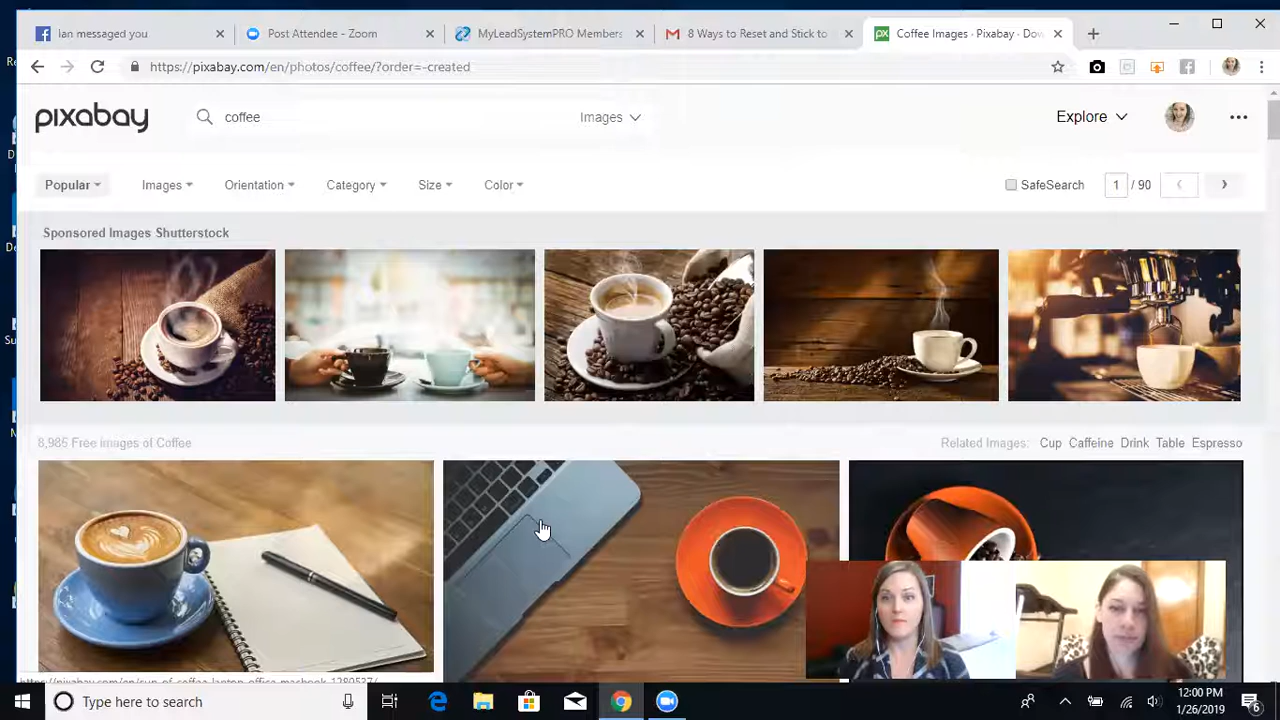 Ian messaged you
Post Attendee - Zoom
MyLeadSystemPRO Members
8 Ways to Reset and Stick to
Coffee Images · Pixabay · Dow
https://pixabay.com/en/photos/coffee/?order=-created
pixabay
coffee
Images
Explore
Popular
Images
Orientation
Category
Size
Color
SafeSearch
1 / 90
Sponsored Images Shutterstock
8,985 Free images of Coffee
Related Images: Cup Caffeine Drink Table Espresso
Type here to search
12:00 PM
1/26/2019
6